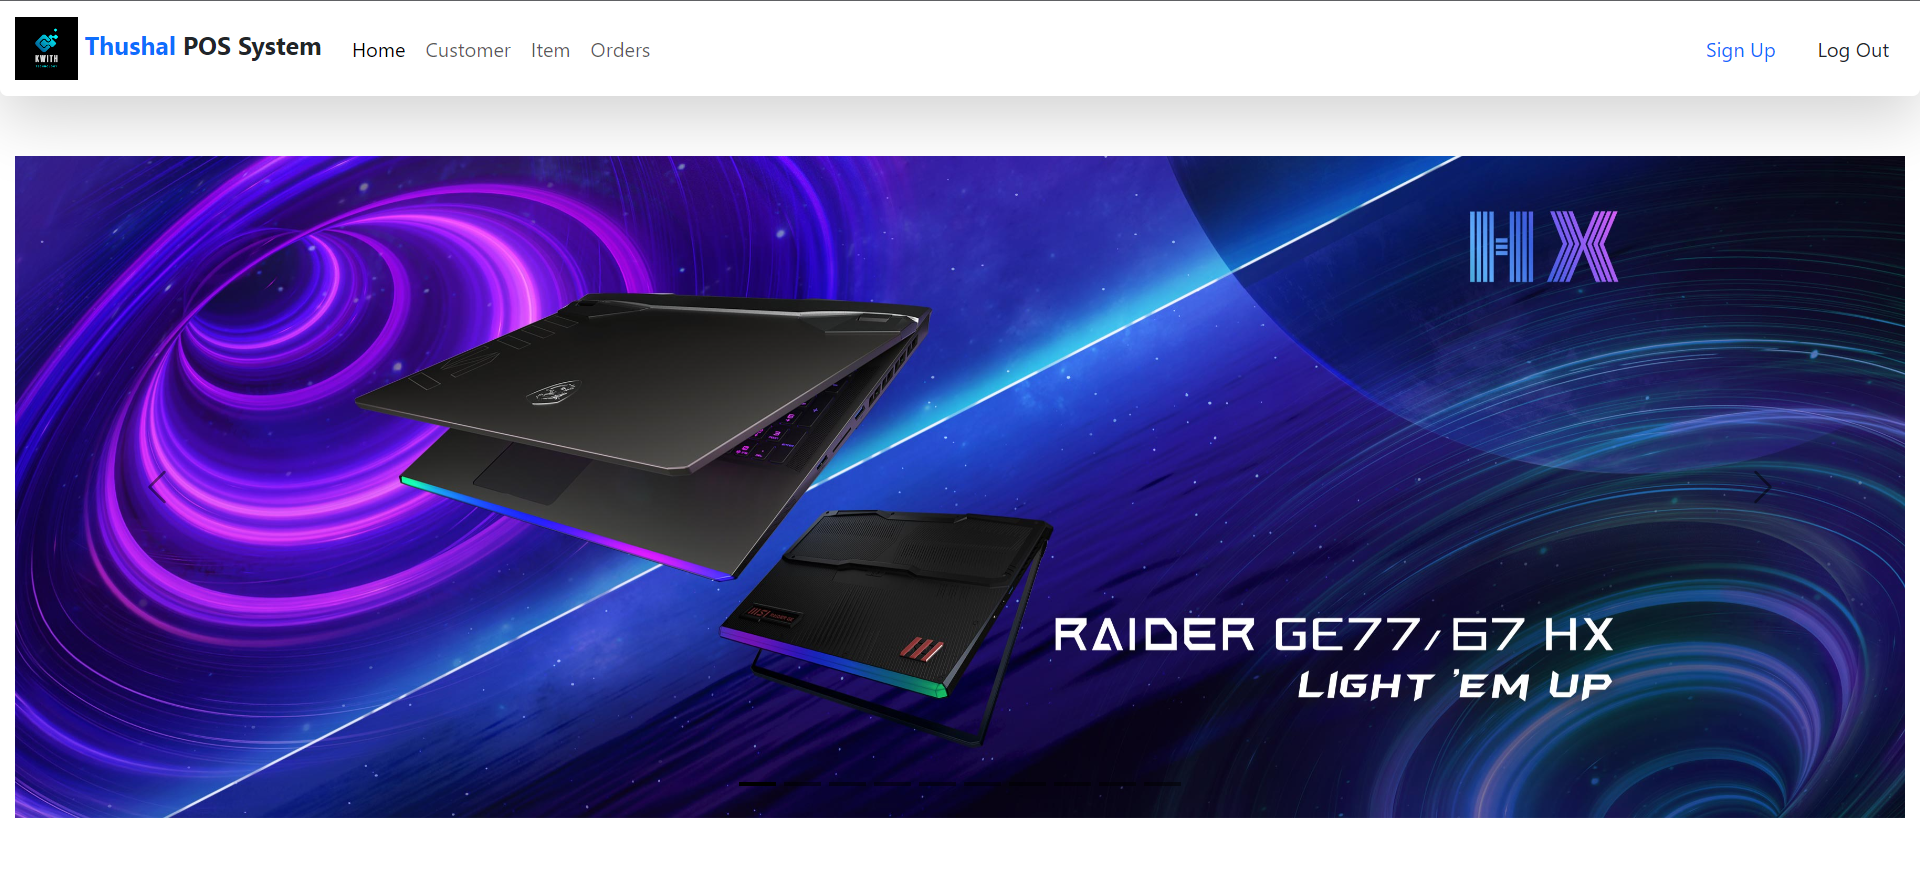 KWITH
Thushal POS System
Home
Customer
Item
Orders
Sign Up
Log Out
HX
RAIDER GE77/67 HX
LIGHT 'EM UP